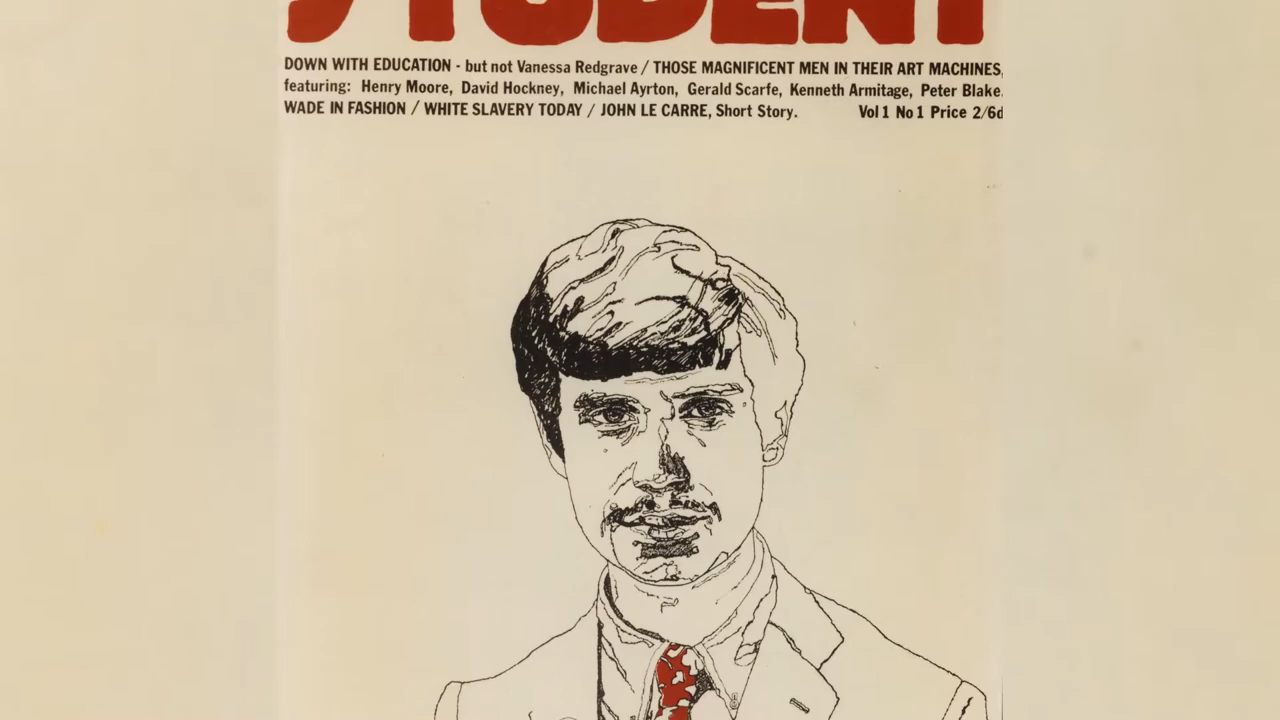 STUDENT
DOWN WITH EDUCATION - but not Vanessa Redgrave / THOSE MAGNIFICENT MEN IN THEIR ART MACHINES,
featuring: Henry Moore, David Hockney, Michael Ayrton, Gerald Scarfe, Kenneth Armitage, Peter Blake.
WADE IN FASHION / WHITE SLAVERY TODAY / JOHN LE CARRE, Short Story. Vol 1 No 1 Price 2/6d